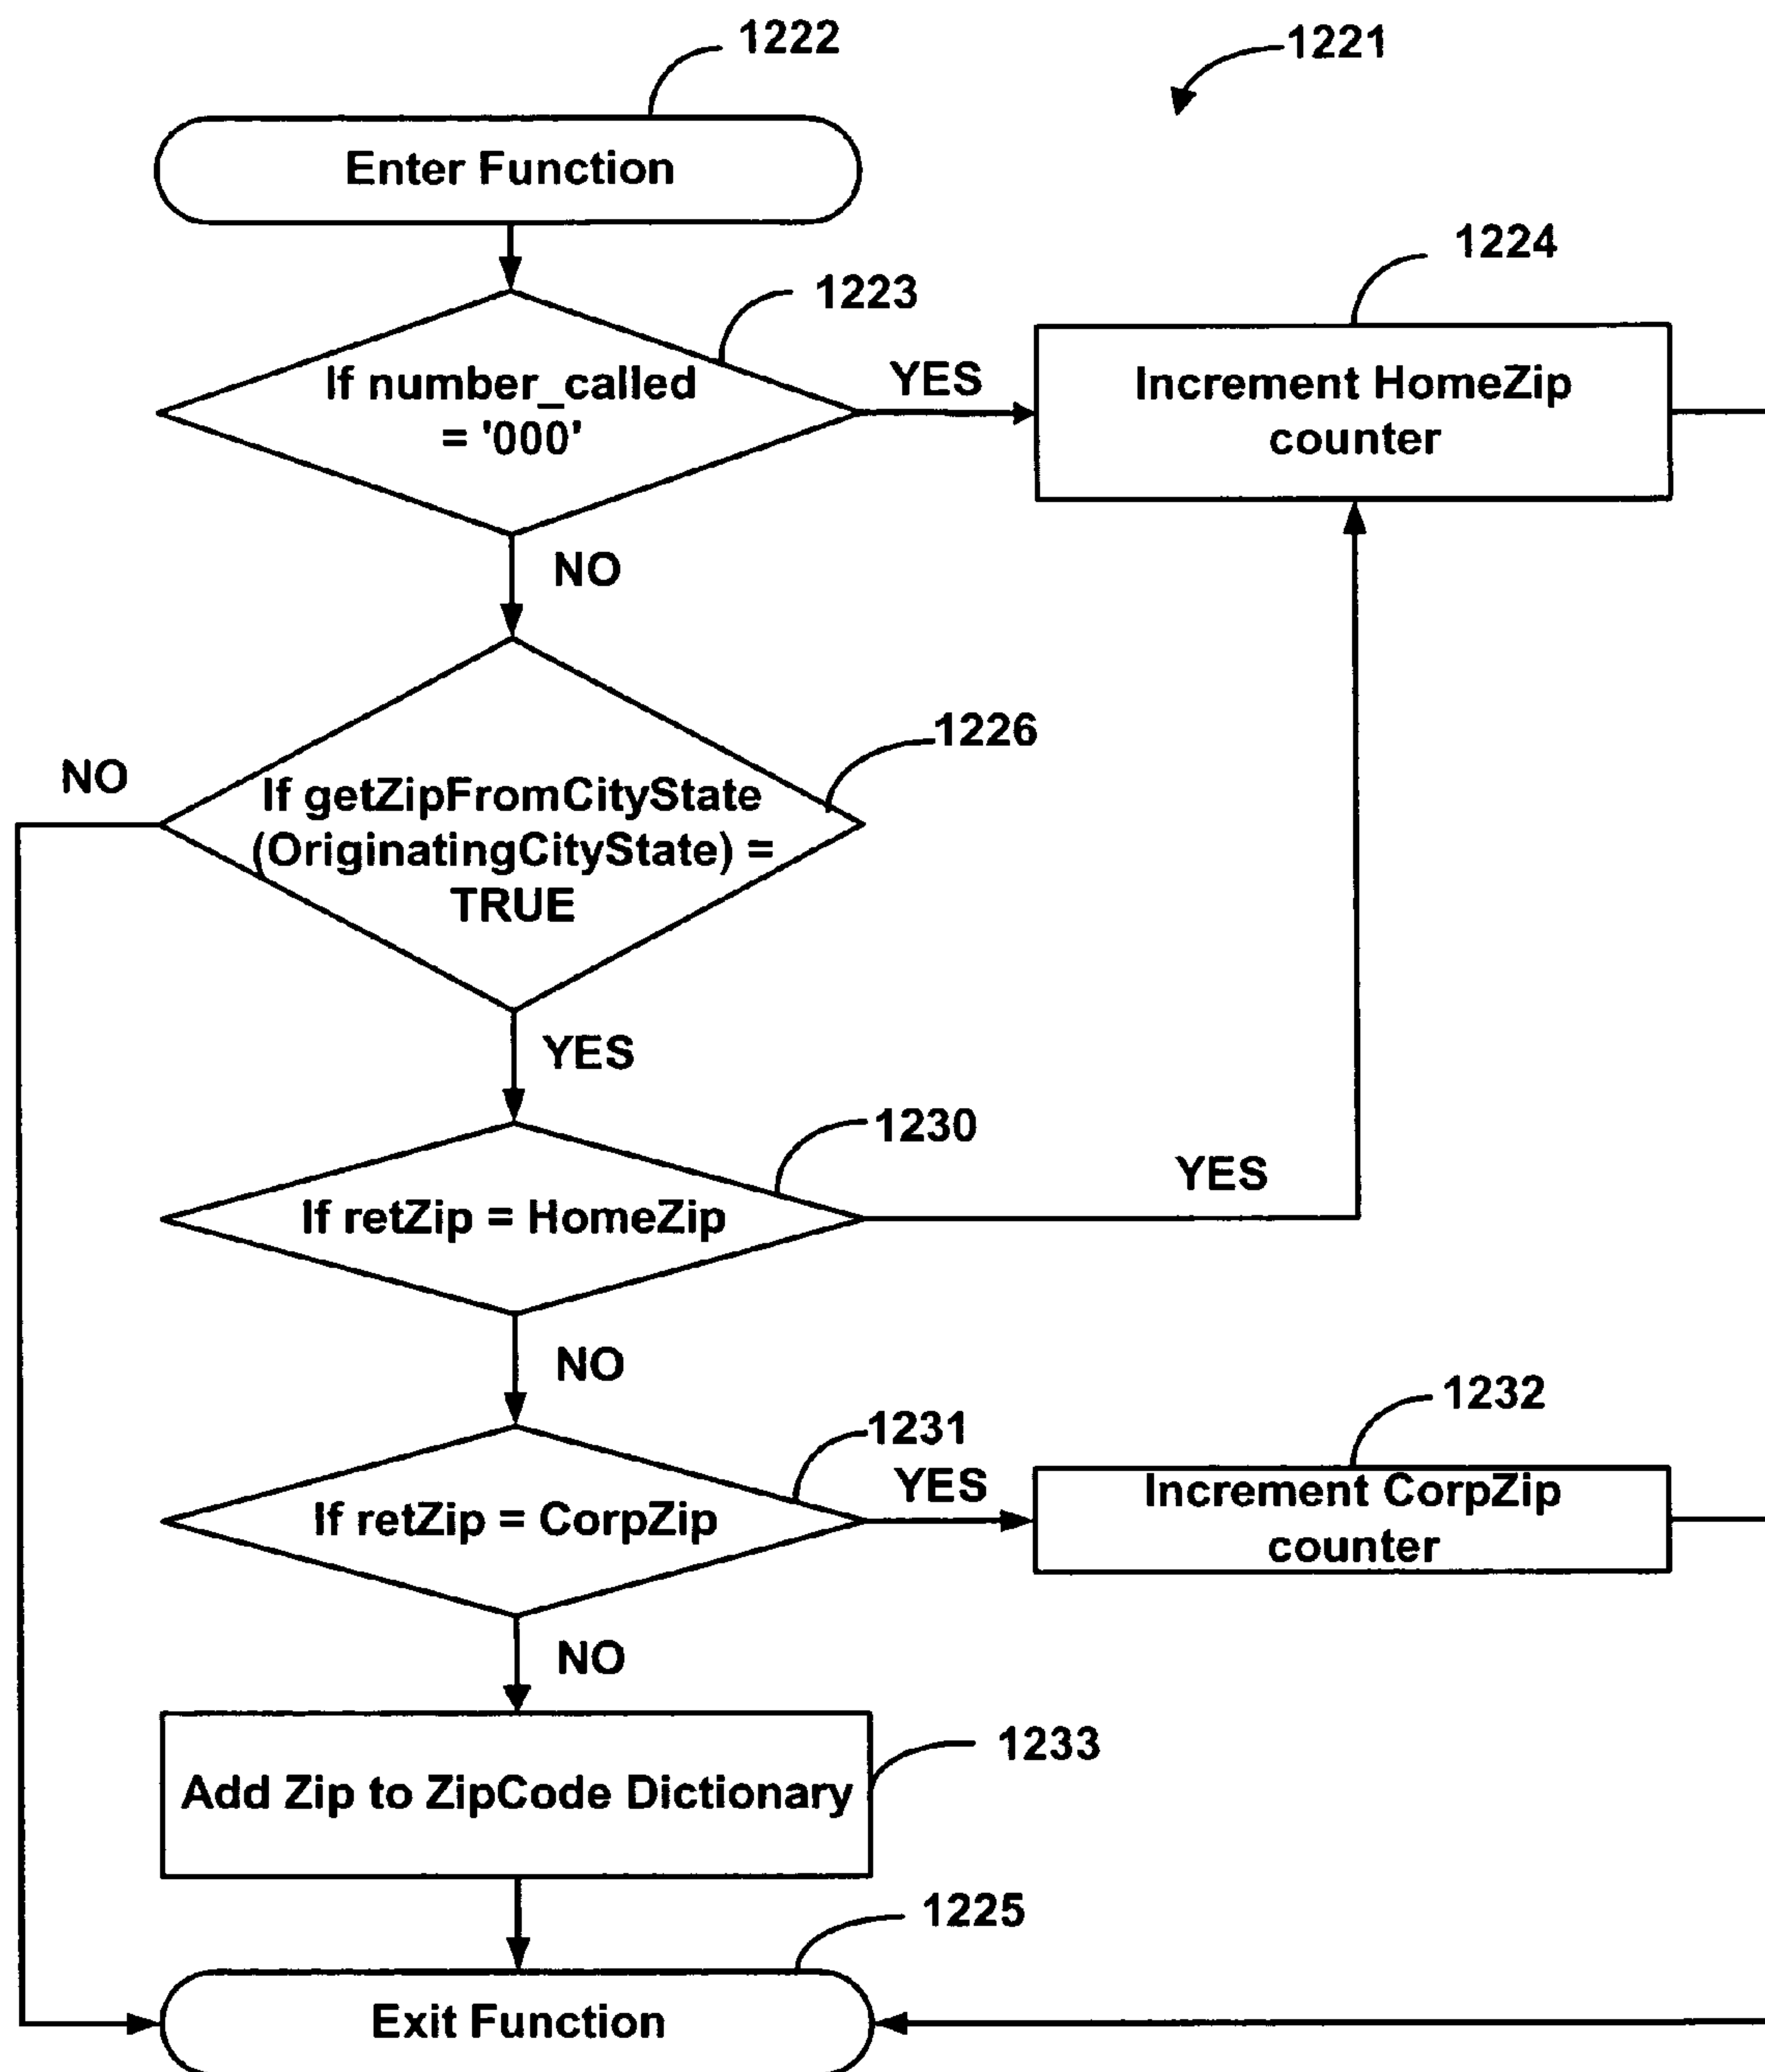 1222
1221
Enter Function
1223
1224
If number_called
= '000'
YES
Increment HomeZip
counter
NO
1226
NO
If getZipFromCityState
(OriginatingCityState) =
TRUE
YES
1230
YES
If retZip = HomeZip
NO
1231
1232
YES
If retZip = CorpZip
Increment CorpZip
counter
NO
1233
Add Zip to ZipCode Dictionary
1225
Exit Function